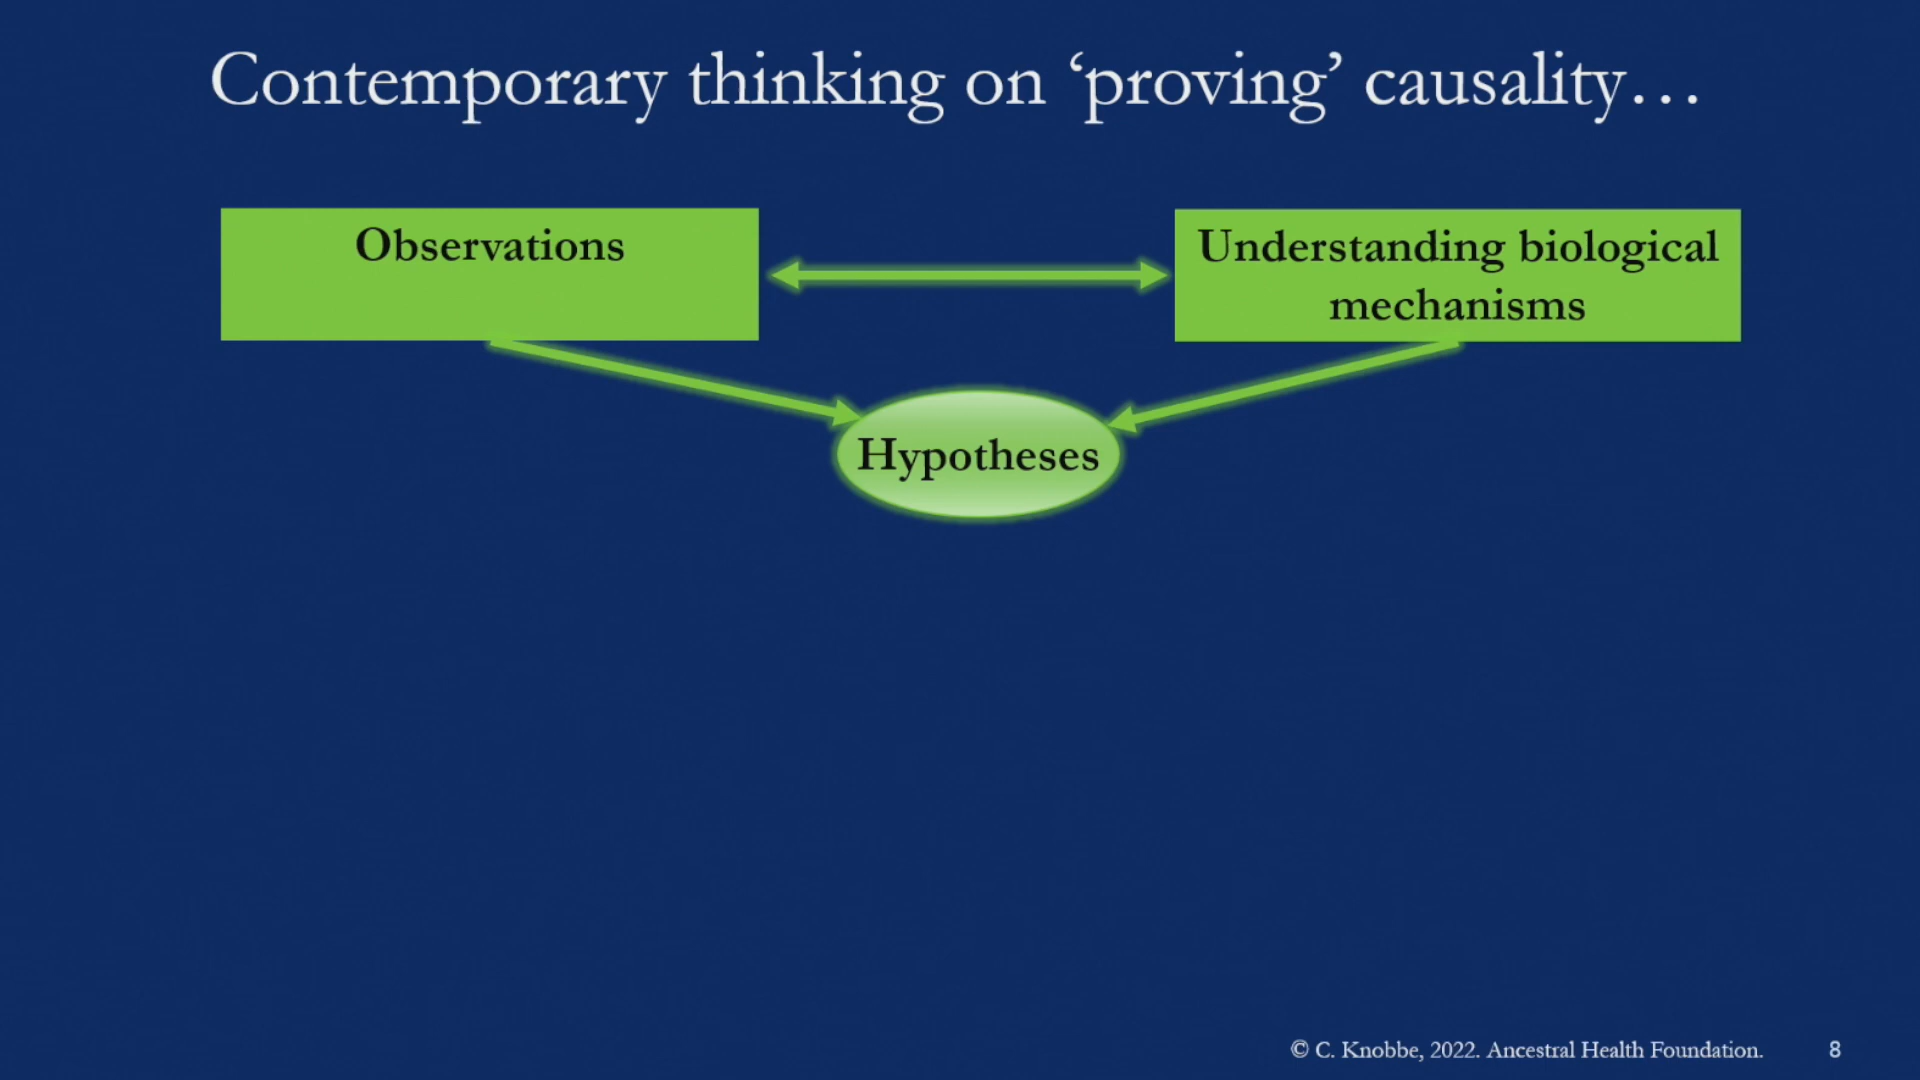 Contemporary thinking on ‘proving’ causality…
Observations
Understanding biological
mechanisms
Hypotheses
© C. Knobbe, 2022. Ancestral Health Foundation.
8